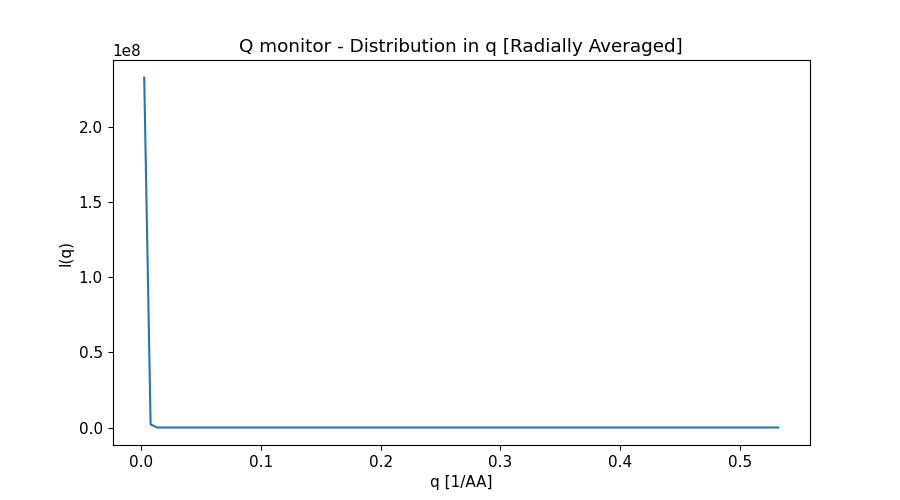 Q monitor - Distribution in q [Radially Averaged]
1e8
2.0
1.5
1.0
0.5
0.0
I(q)
0.0 0.1 0.2 0.3 0.4 0.5
q [1/AA]